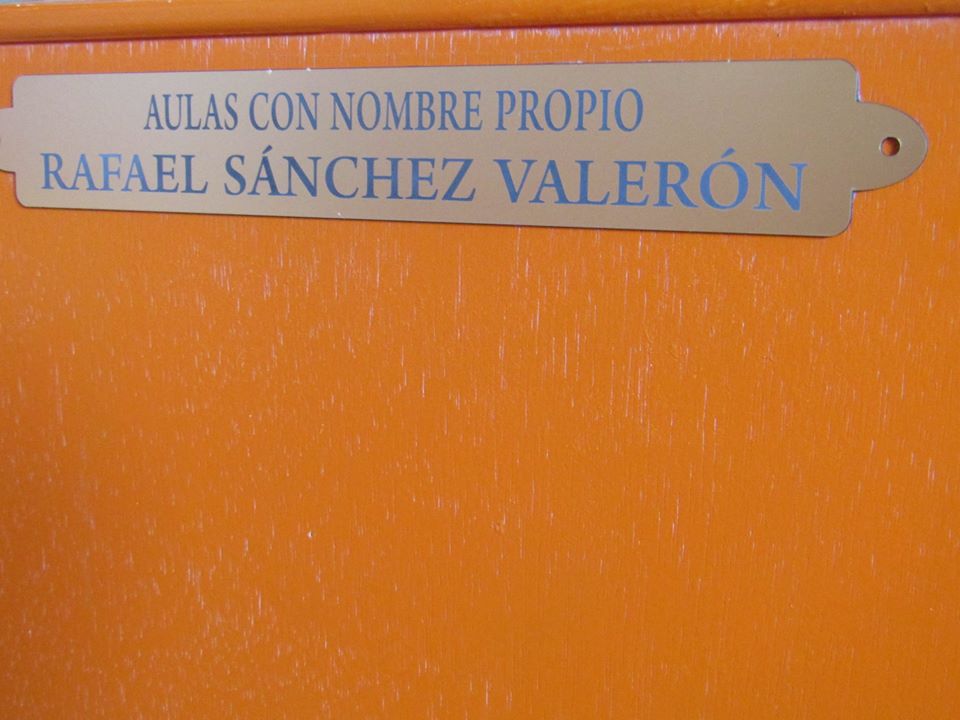 AULAS CON NOMBRE PROPIO
RAFAEL SÁNCHEZ VALERÓN